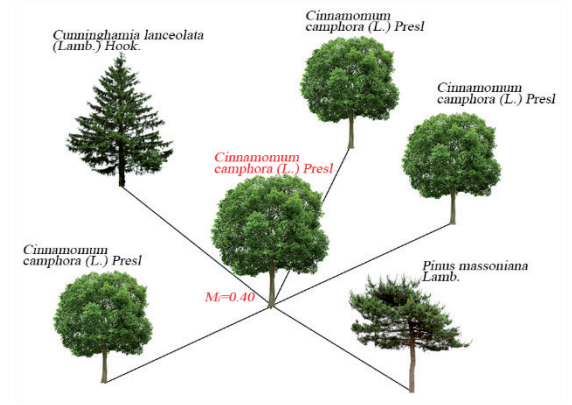 Cinnamomum
camphora (L.) Presl
Cunninghamia lanceolata
(Lamb.) Hook.
Cinnamomum
camphora (L.) Presl
Cinnamomum
camphora (L.) Presl
Cinnamomum
camphora (L.) Presl
Pinus massoniana
Lamb.
Mᵢ=0.40